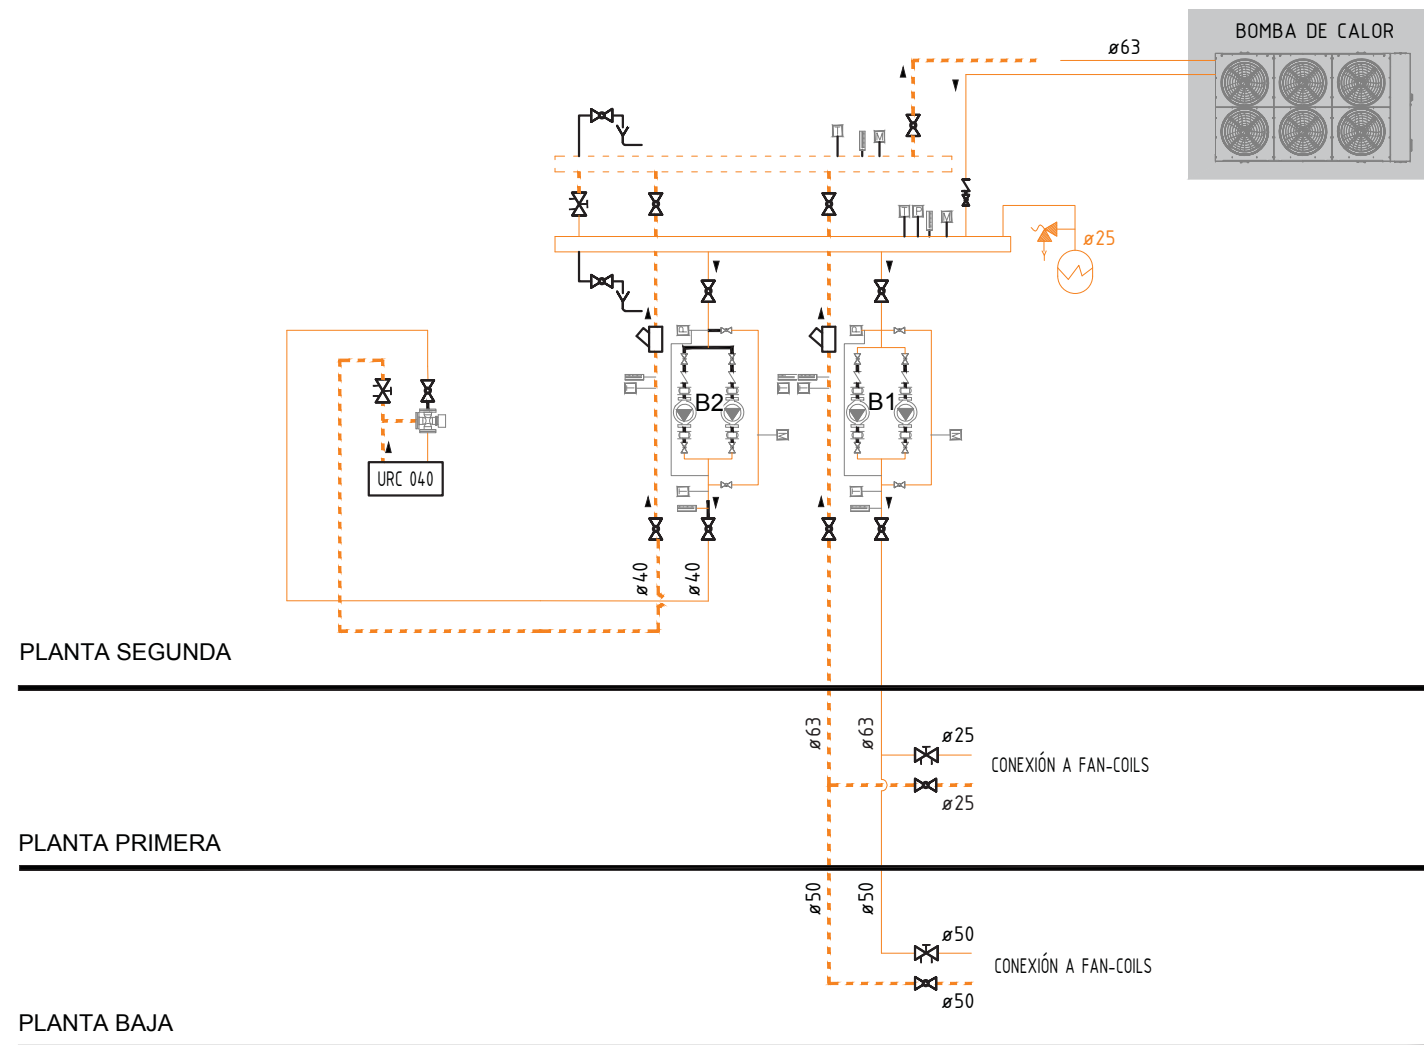 BOMBA DE CALOR
ø63
T
M
T
P
M
ø25
P
P
B2
B1
M
M
URC 040
T
T
ø40
ø40
PLANTA SEGUNDA
ø63
ø63
ø25
CONEXIÓN A FAN-COILS
ø25
PLANTA PRIMERA
ø50
ø50
ø50
CONEXIÓN A FAN-COILS
ø50
PLANTA BAJA